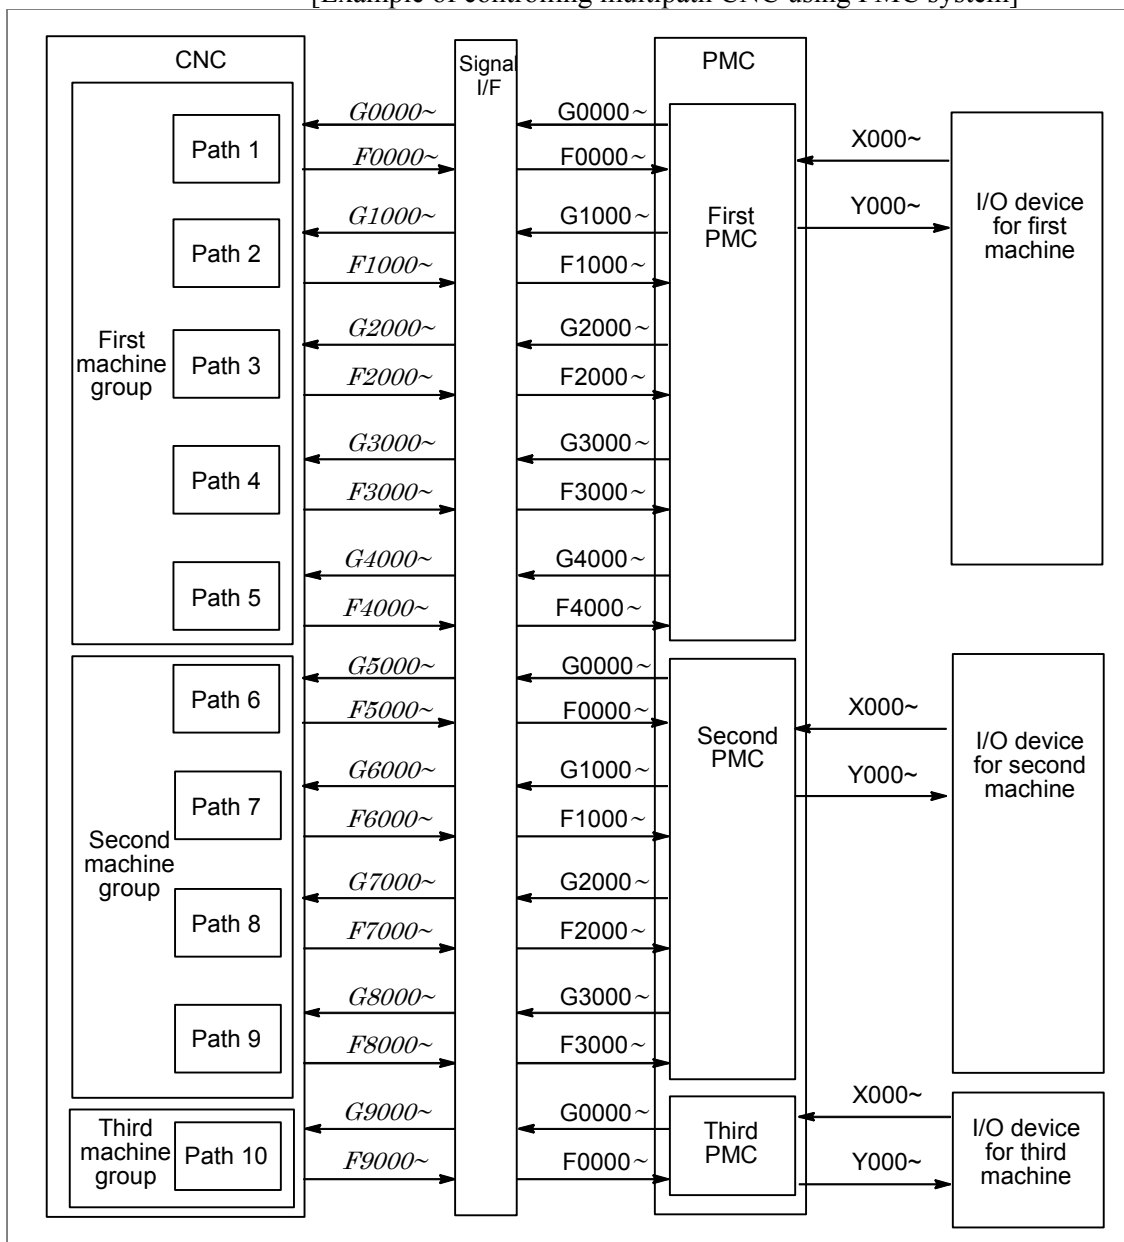 [Example of controlling multipath CNC using PMC system]
CNC
Signal
I/F
PMC
G0000~
G0000~
Path 1
F0000~
F0000~
X000~
G1000~
G1000~
First
PMC
Y000~
I/O device
for first
machine
Path 2
F1000~
F1000~
First
machine
group
G2000~
G2000~
Path 3
F2000~
F2000~
G3000~
G3000~
Path 4
F3000~
F3000~
G4000~
G4000~
Path 5
F4000~
F4000~
G5000~
G0000~
Path 6
F5000~
F0000~
X000~
Second
PMC
I/O device
for second
machine
G6000~
G1000~
Y000~
Path 7
F6000~
F1000~
Second
machine
group
G7000~
G2000~
Path 8
F7000~
F2000~
G8000~
G3000~
Path 9
F8000~
F3000~
X000~
G9000~
G0000~
Third
machine
group
Path 10
Third
PMC
I/O device
for third
machine
F9000~
F0000~
Y000~